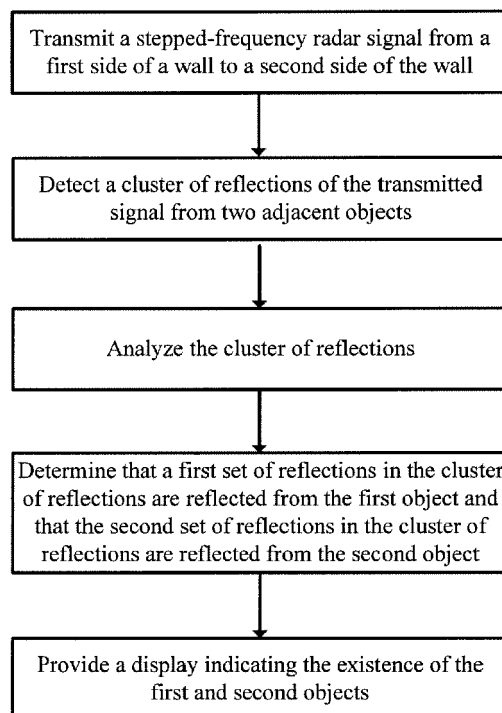 Transmit a stepped-frequency radar signal from a
first side of a wall to a second side of the wall
Detect a cluster of reflections of the transmitted
signal from two adjacent objects
Analyze the cluster of reflections
Determine that a first set of reflections in the cluster
of reflections are reflected from the first object and
that the second set of reflections in the cluster of
reflections are reflected from the second object
Provide a display indicating the existence of the
first and second objects